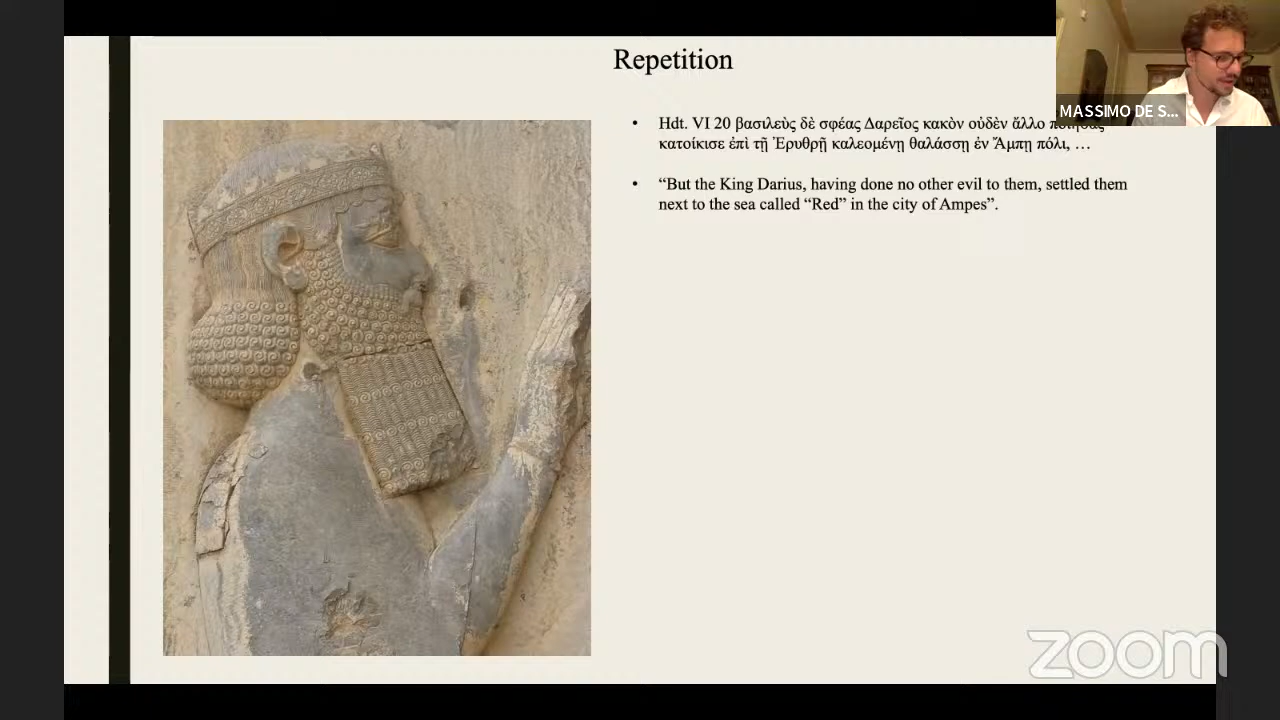 Repetition
MASSIMO DE S...
• Hdt. VI 20 βασιλεὺς δὲ σφέας Δαρεῖος κακὸν οὐδὲν ἄλλο
κατοίκισε ἐπὶ τῇ Ἐρυθρῇ καλεομένῃ θαλάσσῃ ἐν Ἄμπῃ πόλι, …
• “But the King Darius, having done no other evil to them, settled them
next to the sea called “Red” in the city of Ampes”.
zoom